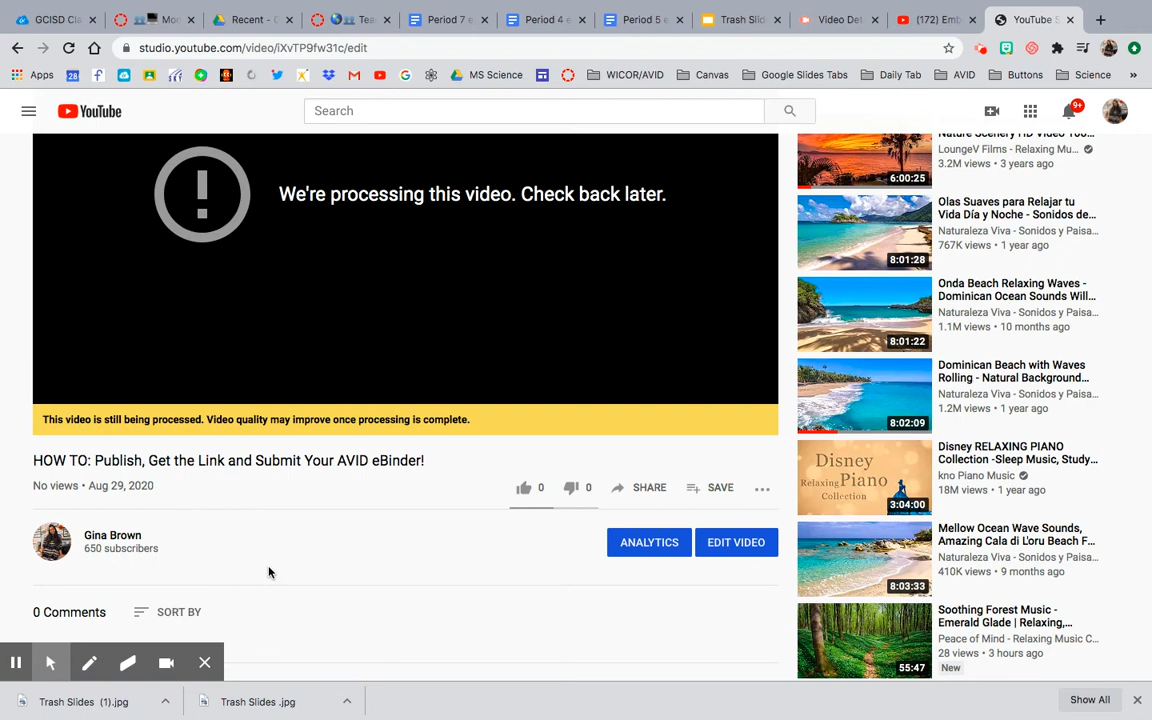 GCISD Cla
Mod
Recent - G
Tea
Period 7 e
Period 4 e
Period 5 e
Trash Slid
Video Det
(172) Emb
YouTube S
studio.youtube.com/video/iXvTP9fw31c/edit
Apps
28
MS Science
WICOR/AVID
Canvas
Google Slides Tabs
Daily Tab
AVID
Buttons
Science
»
YouTube
Search
9+
We're processing this video. Check back later.
This video is still being processed. Video quality may improve once processing is complete.
HOW TO: Publish, Get the Link and Submit Your AVID eBinder!
No views • Aug 29, 2020
0
0
SHARE
SAVE
Gina Brown
650 subscribers
ANALYTICS
EDIT VIDEO
0 Comments
SORT BY
Nature Scenery HD Video You...
LoungeV Films - Relaxing Mu...
3.2M views • 3 years ago
6:00:25
Olas Suaves para Relajar tu
Vida Día y Noche - Sonidos de...
Naturaleza Viva - Sonidos y Paisa...
767K views • 1 year ago
8:01:28
Onda Beach Relaxing Waves -
Dominican Ocean Sounds Will...
Naturaleza Viva - Sonidos y Paisa...
1.1M views • 10 months ago
8:01:22
Dominican Beach with Waves
Rolling - Natural Background...
Naturaleza Viva - Sonidos y Paisa...
1.2M views • 1 year ago
8:02:09
Disney
Relaxing Piano
Collection
3:04:00
Disney RELAXING PIANO
Collection -Sleep Music, Study...
kno Piano Music
18M views • 1 year ago
Mellow Ocean Wave Sounds,
Amazing Cala di L'oru Beach F...
Naturaleza Viva - Sonidos y Paisa...
410K views • 9 months ago
8:03:33
Soothing Forest Music -
Emerald Glade | Relaxing,...
Peace of Mind - Relaxing Music C...
28 views • 3 hours ago
New
55:47
Trash Slides (1).jpg
Trash Slides .jpg
Show All